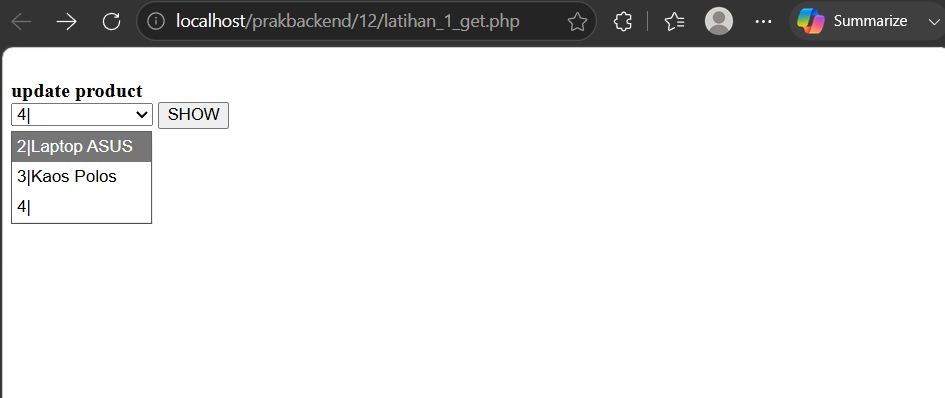 localhost/prakbackend/12/latihan_1_get.php
Summarize
update product
4|
SHOW
2|Laptop ASUS
3|Kaos Polos
4|